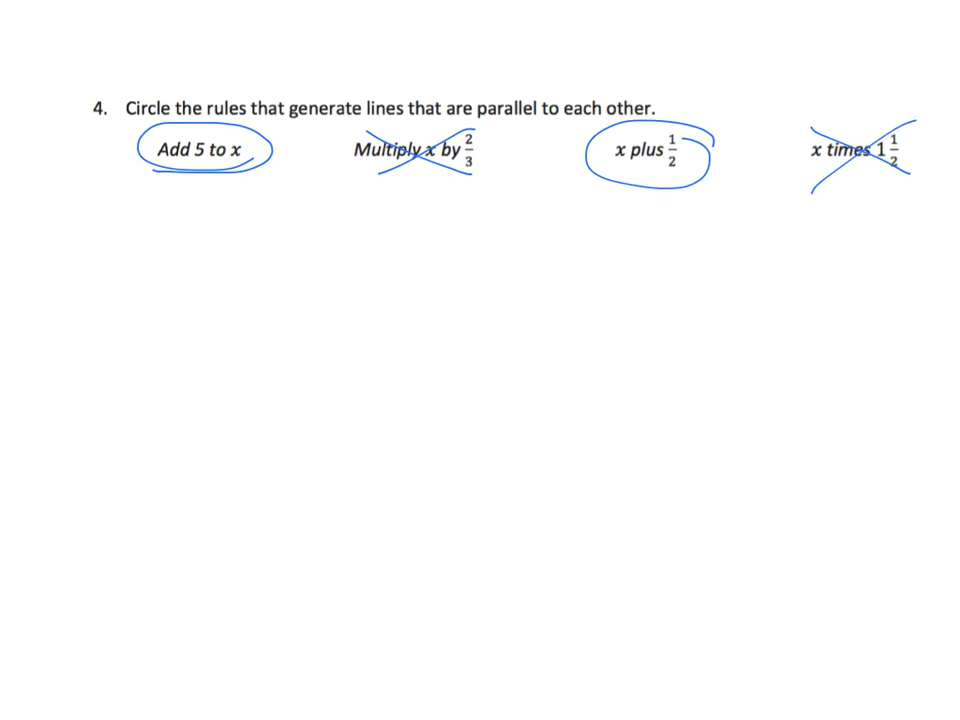 4. Circle the rules that generate lines that are parallel to each other.
Add 5 to x Multiply x by 2/3 x plus 1/2 x times 1 1/2